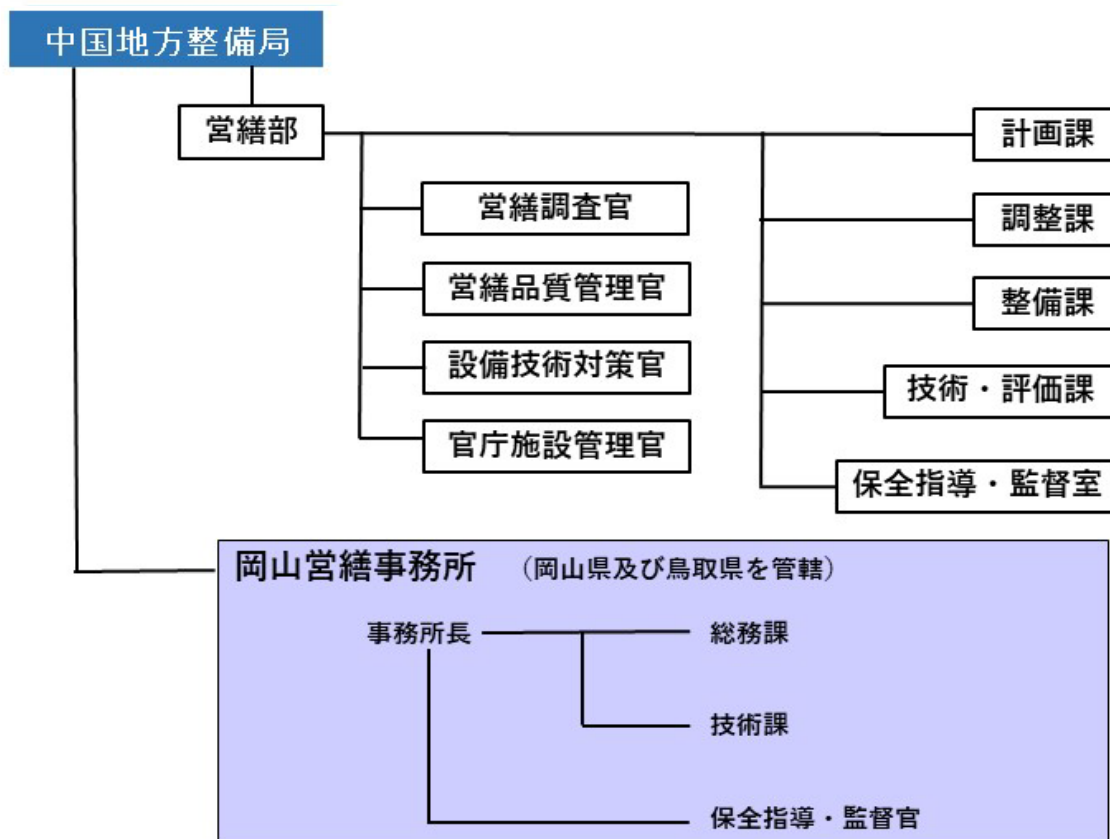 中国地方整備局
営繕部
営繕調査官
営繕品質管理官
設備技術対策官
官庁施設管理官
計画課
調整課
整備課
技術・評価課
保全指導・監督室
岡山営繕事務所 (岡山県及び鳥取県を管轄)
事務所長
総務課
技術課
保全指導・監督官